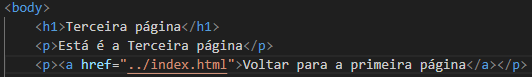 <body>
<h1>Terceira página</h1>
<p>Está é a Terceira página</p>
<p><a href="../index.html">Voltar para a primeira página</a></p>